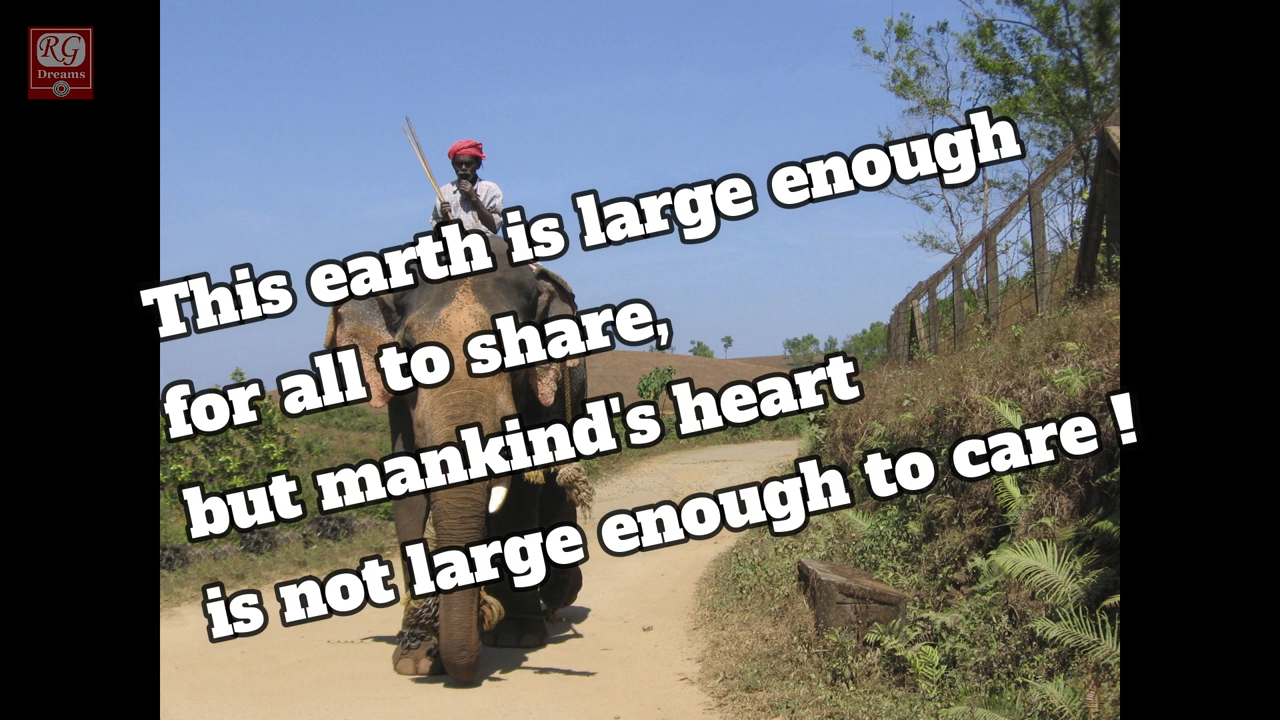 RG
Dreams
This earth is large enough
for all to share,
but mankind's heart
is not large enough to care !